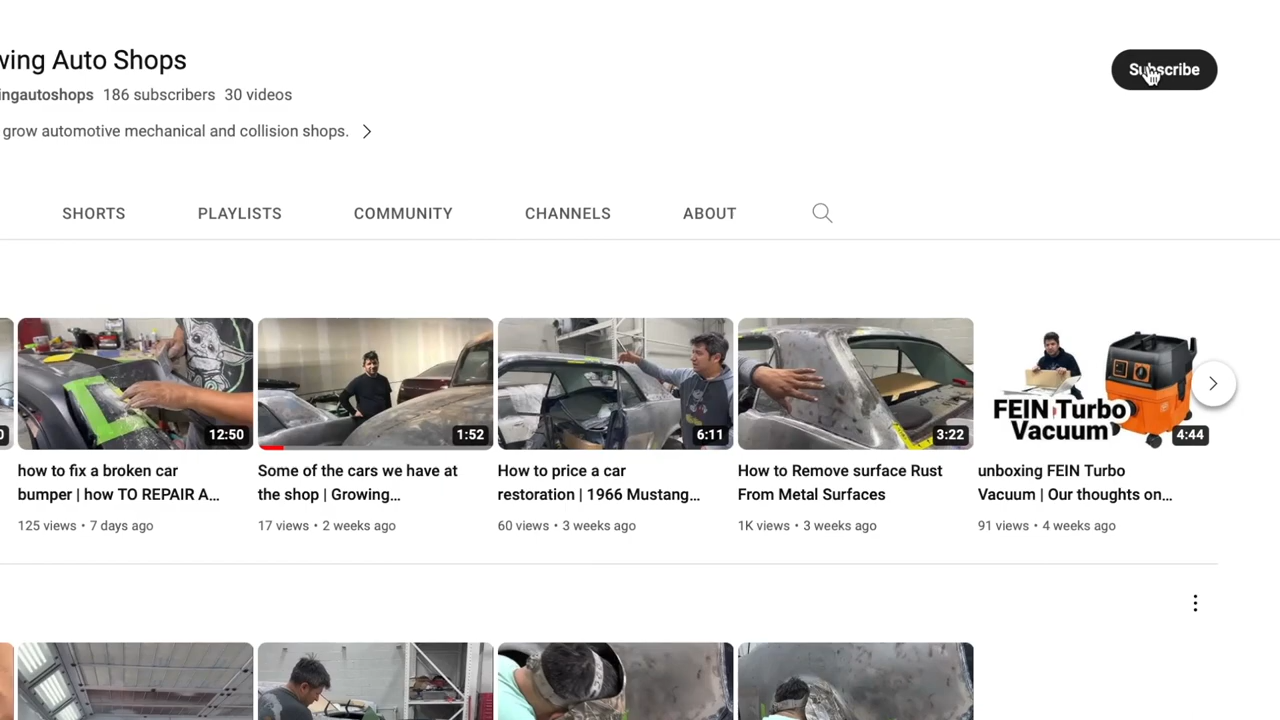 wing Auto Shops
Subscribe
ingautoshops 186 subscribers 30 videos
grow automotive mechanical and collision shops.
SHORTS PLAYLISTS COMMUNITY CHANNELS ABOUT
12:50
1:52
6:11
3:22
FEIN Turbo
Vacuum
4:44
how to fix a broken car
bumper | how TO REPAIR A...
125 views • 7 days ago
Some of the cars we have at
the shop | Growing...
17 views • 2 weeks ago
How to price a car
restoration | 1966 Mustang...
60 views • 3 weeks ago
How to Remove surface Rust
From Metal Surfaces
1K views • 3 weeks ago
unboxing FEIN Turbo
Vacuum | Our thoughts on...
91 views • 4 weeks ago